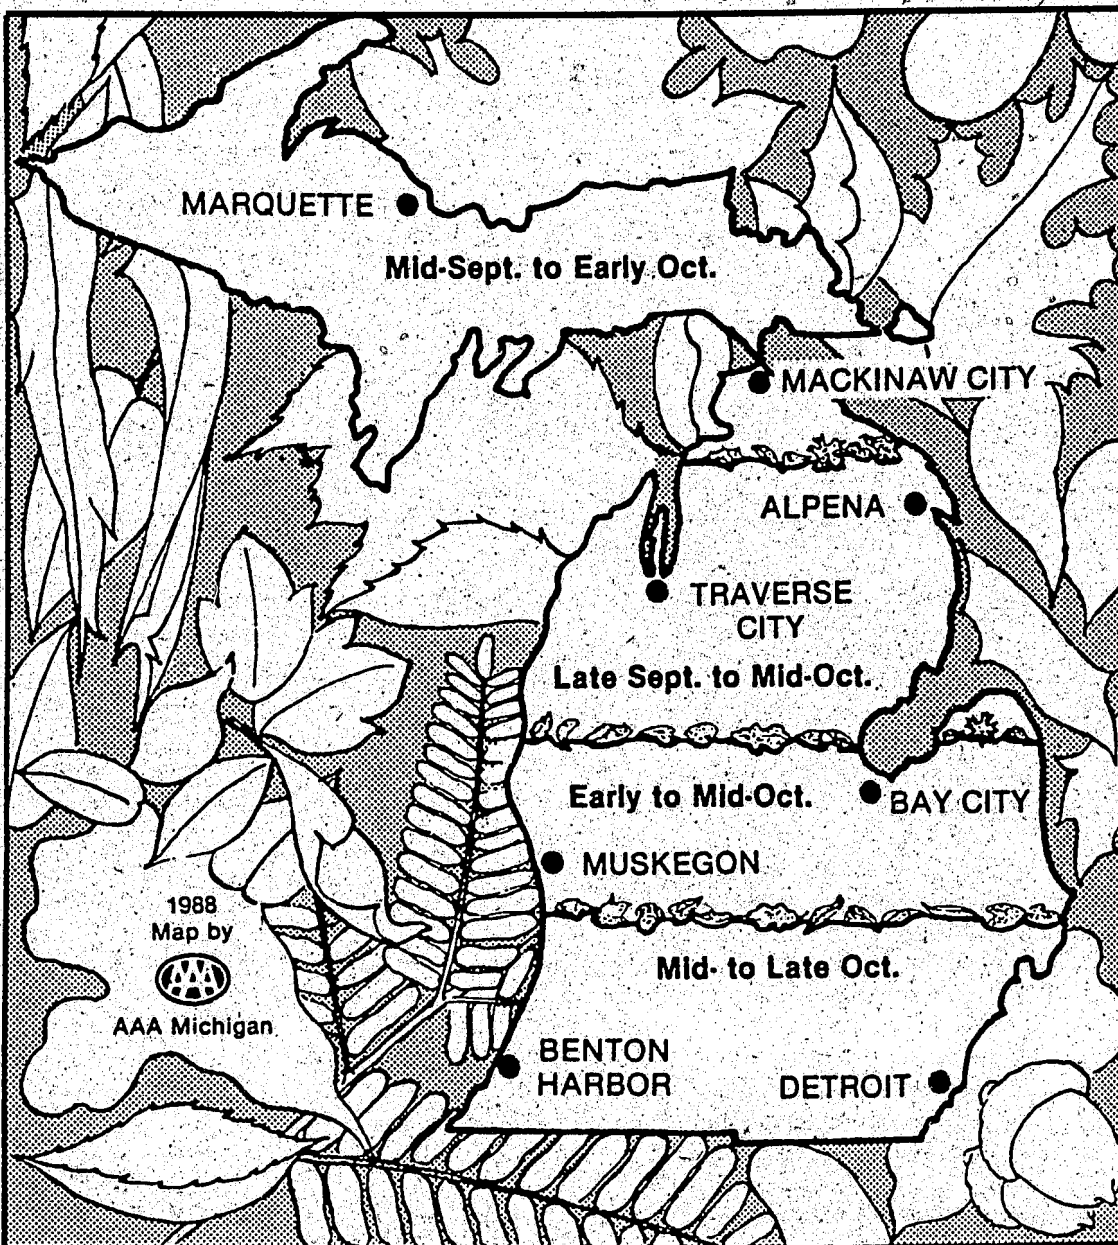 MARQUETTE
Mid-Sept. to Early Oct.
MACKINAW CITY
ALPENA
TRAVERSE
CITY
Late Sept. to Mid-Oct.
Early to Mid-Oct.
BAY CITY
MUSKEGON
1988
Map by
AAA
AAA Michigan
Mid- to Late Oct.
BENTON
HARBOR
DETROIT